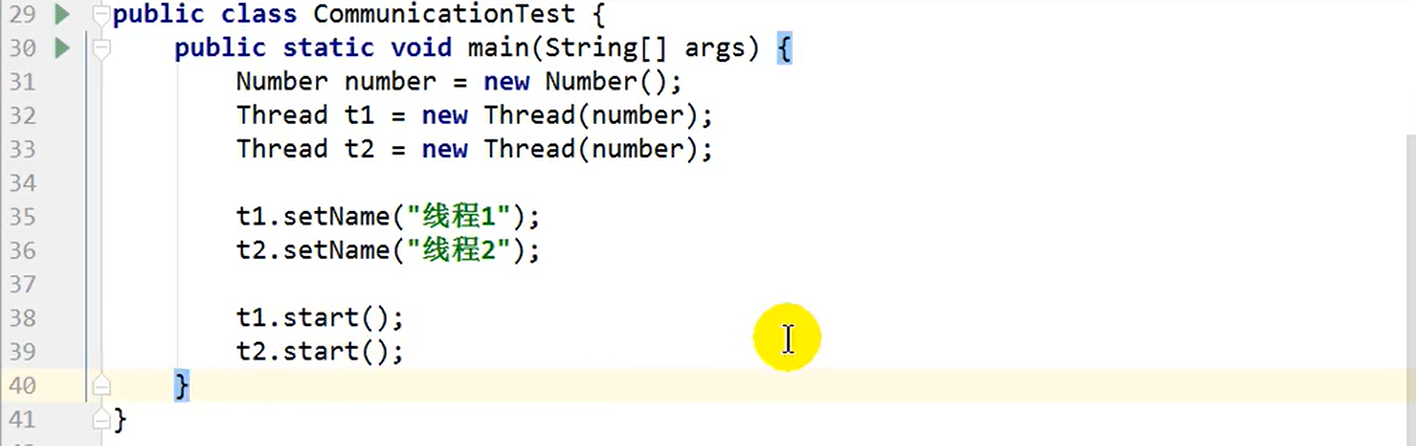 29 public class CommunicationTest {
30     public static void main(String[] args) {
31         Number number = new Number();
32         Thread t1 = new Thread(number);
33         Thread t2 = new Thread(number);
34
35         t1.setName("线程1");
36         t2.setName("线程2");
37
38         t1.start();
39         t2.start();
40     }
41 }